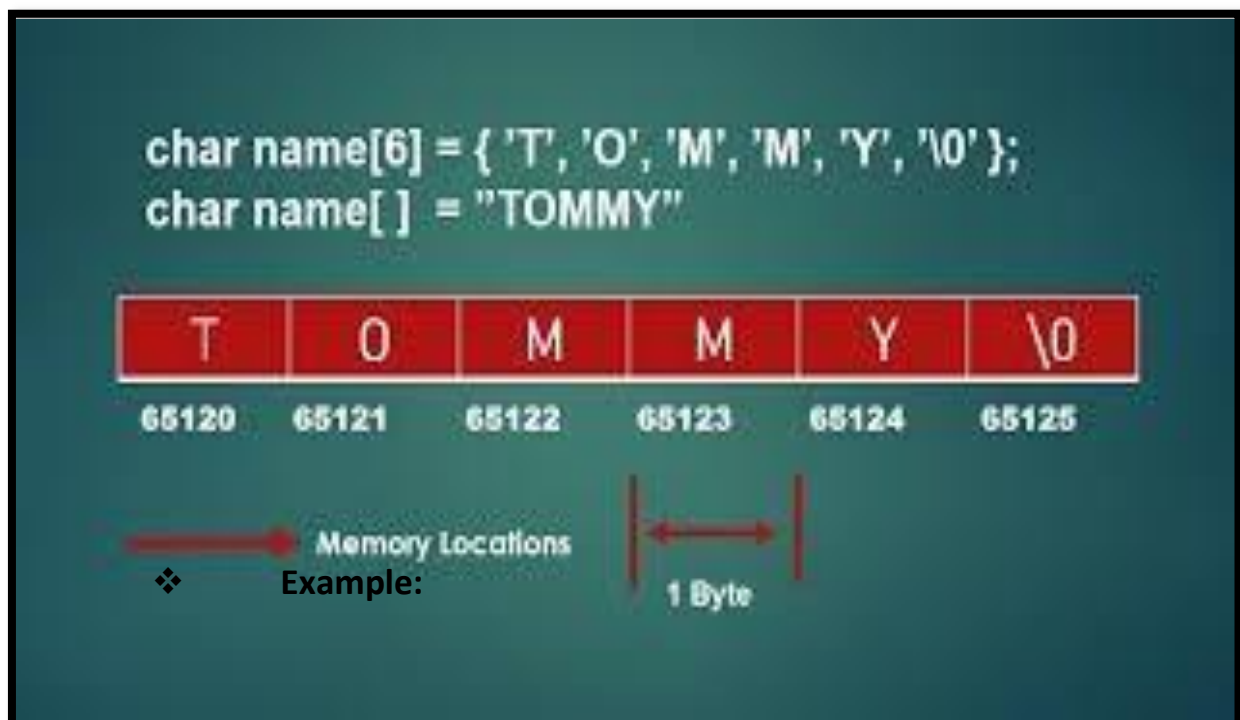 char name[6] = { 'T', 'O', 'M', 'M', 'Y', '\0' };
char name[ ] = "TOMMY"
T O M M Y \0
65120 65121 65122 65123 65124 65125
Memory Locations
❖ Example:
1 Byte